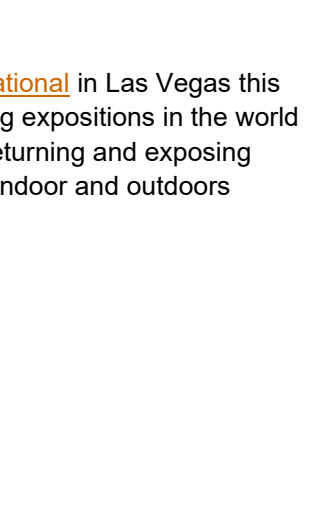 ational in Las Vegas this
g expositions in the world
eturning and exposing
ndoor and outdoors